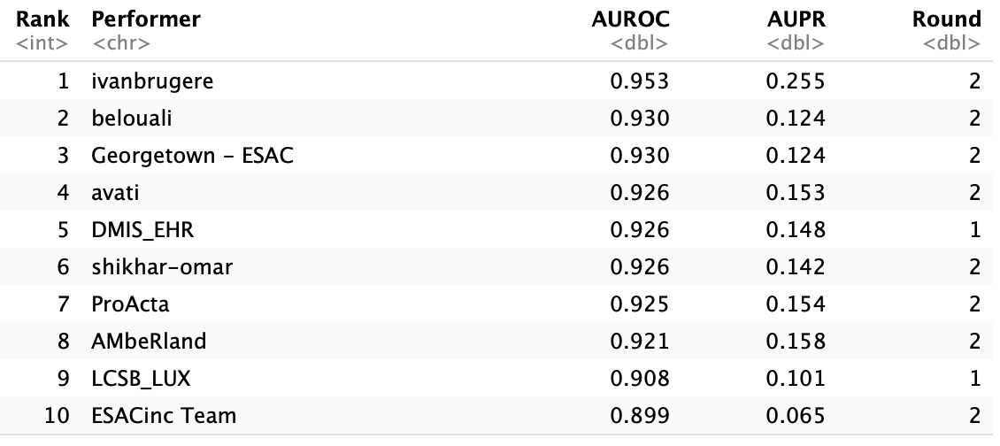 Rank Performer AUROC AUPR Round
<int> <chr> <dbl> <dbl> <dbl>
1 ivanbrugere 0.953 0.255 2
2 belouali 0.930 0.124 2
3 Georgetown - ESAC 0.930 0.124 2
4 avati 0.926 0.153 2
5 DMIS_EHR 0.926 0.148 1
6 shikhar-omar 0.926 0.142 2
7 ProActa 0.925 0.154 2
8 AMbeRland 0.921 0.158 2
9 LCSB_LUX 0.908 0.101 1
10 ESACinc Team 0.899 0.065 2